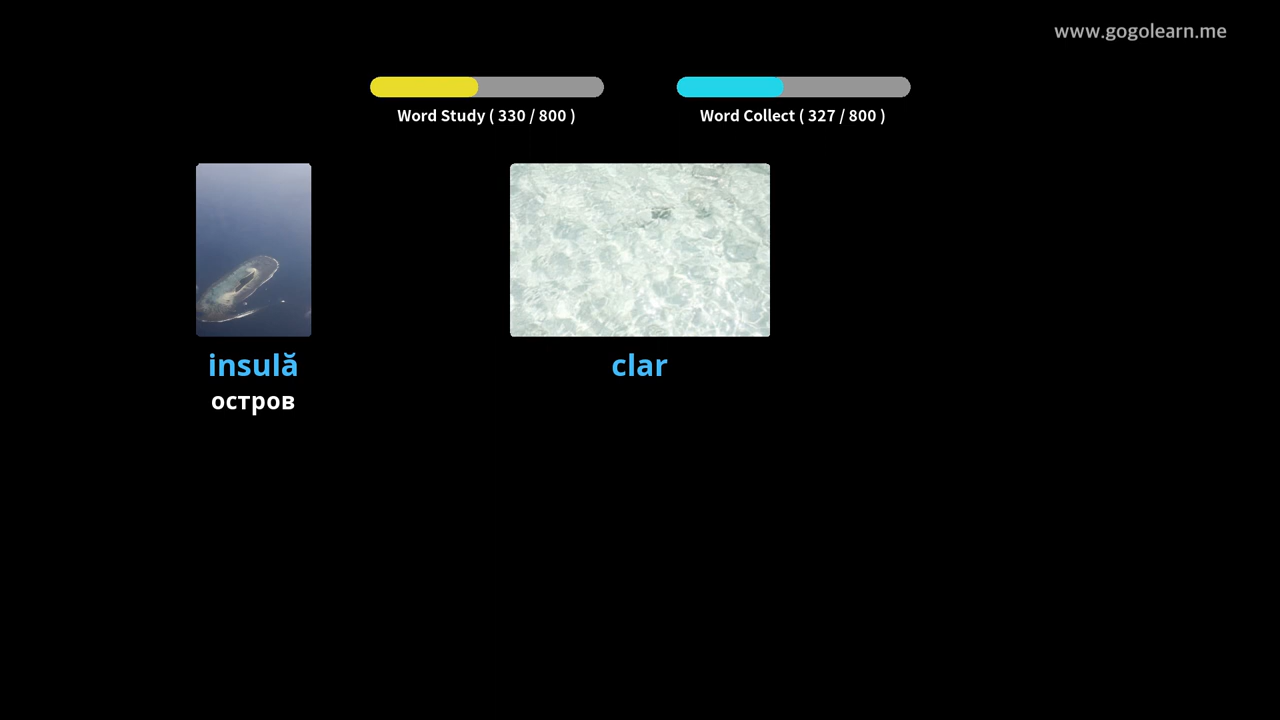 www.gogolearn.me
Word Study ( 330 / 800 )
Word Collect ( 327 / 800 )
insulă
остров
clar